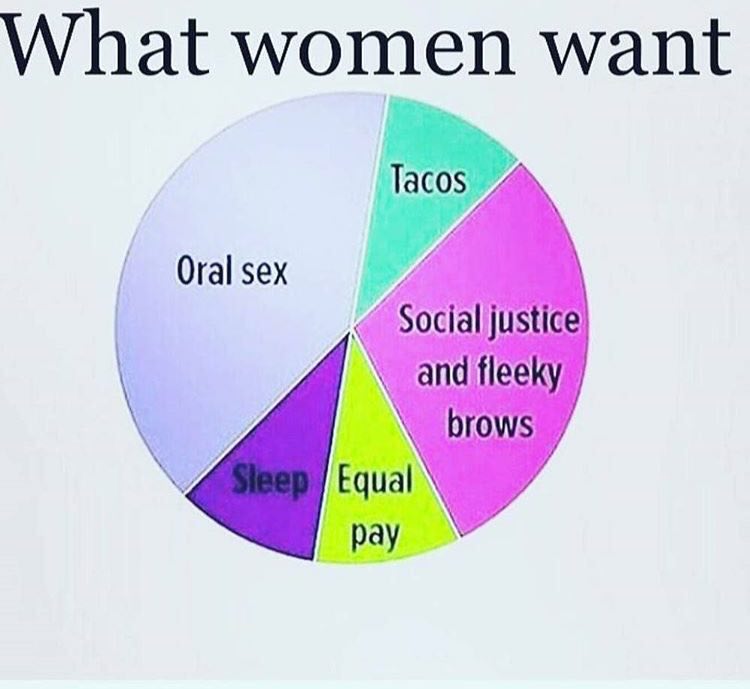 What women want
Tacos
Oral sex
Social justice
and fleeky
brows
Sleep
Equal
pay